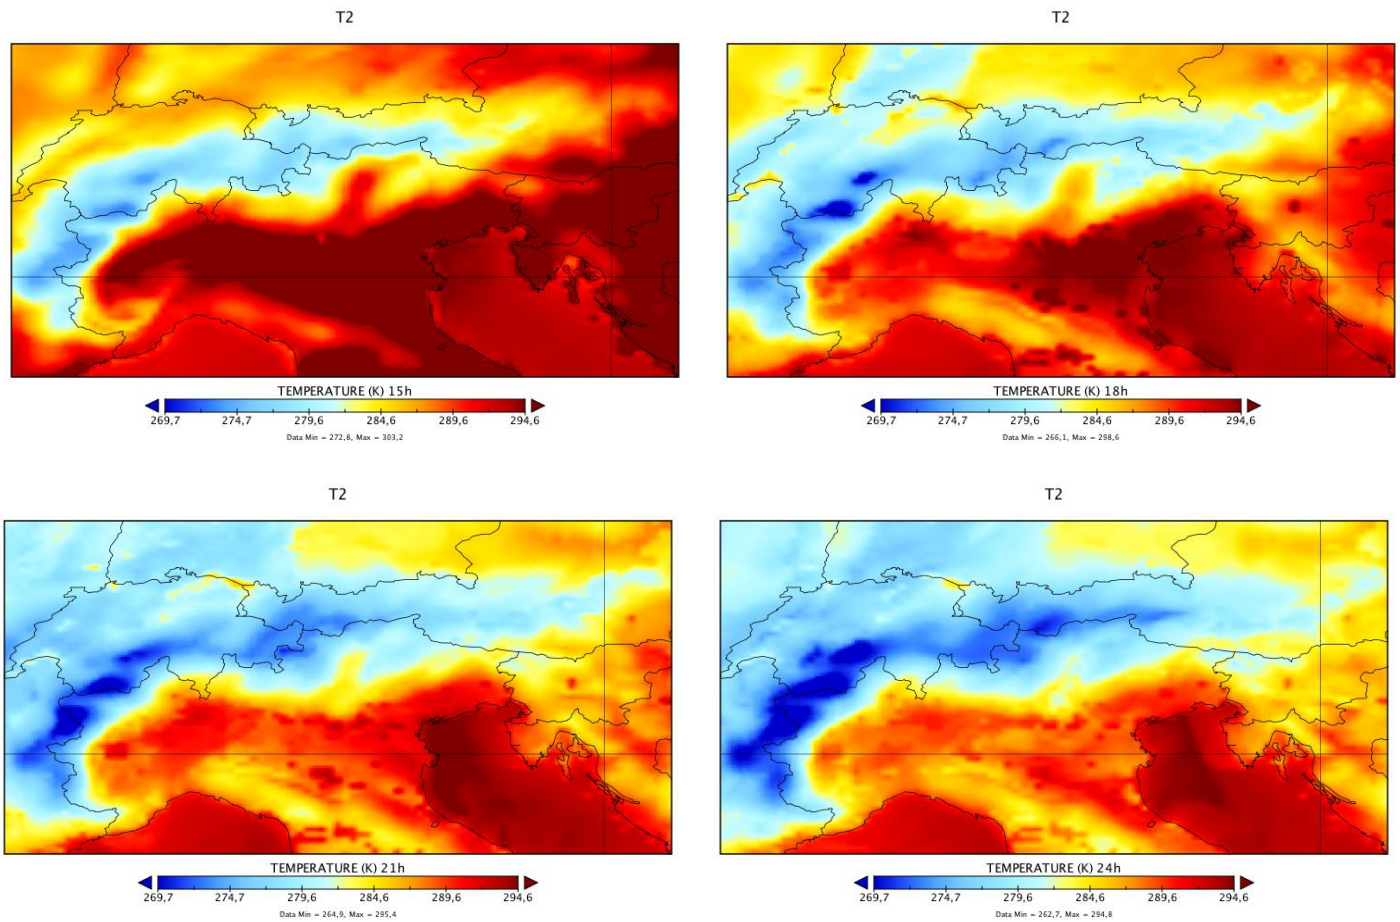 T2
TEMPERATURE (K) 15h
269,7 274,7 279,6 284,6 289,6 294,6
Data Min = 272,8, Max = 303,2
T2
TEMPERATURE (K) 18h
269,7 274,7 279,6 284,6 289,6 294,6
Data Min = 266,1, Max = 298,6
T2
TEMPERATURE (K) 21h
269,7 274,7 279,6 284,6 289,6 294,6
Data Min = 264,9, Max = 295,4
T2
TEMPERATURE (K) 24h
269,7 274,7 279,6 284,6 289,6 294,6
Data Min = 262,7, Max = 294,8